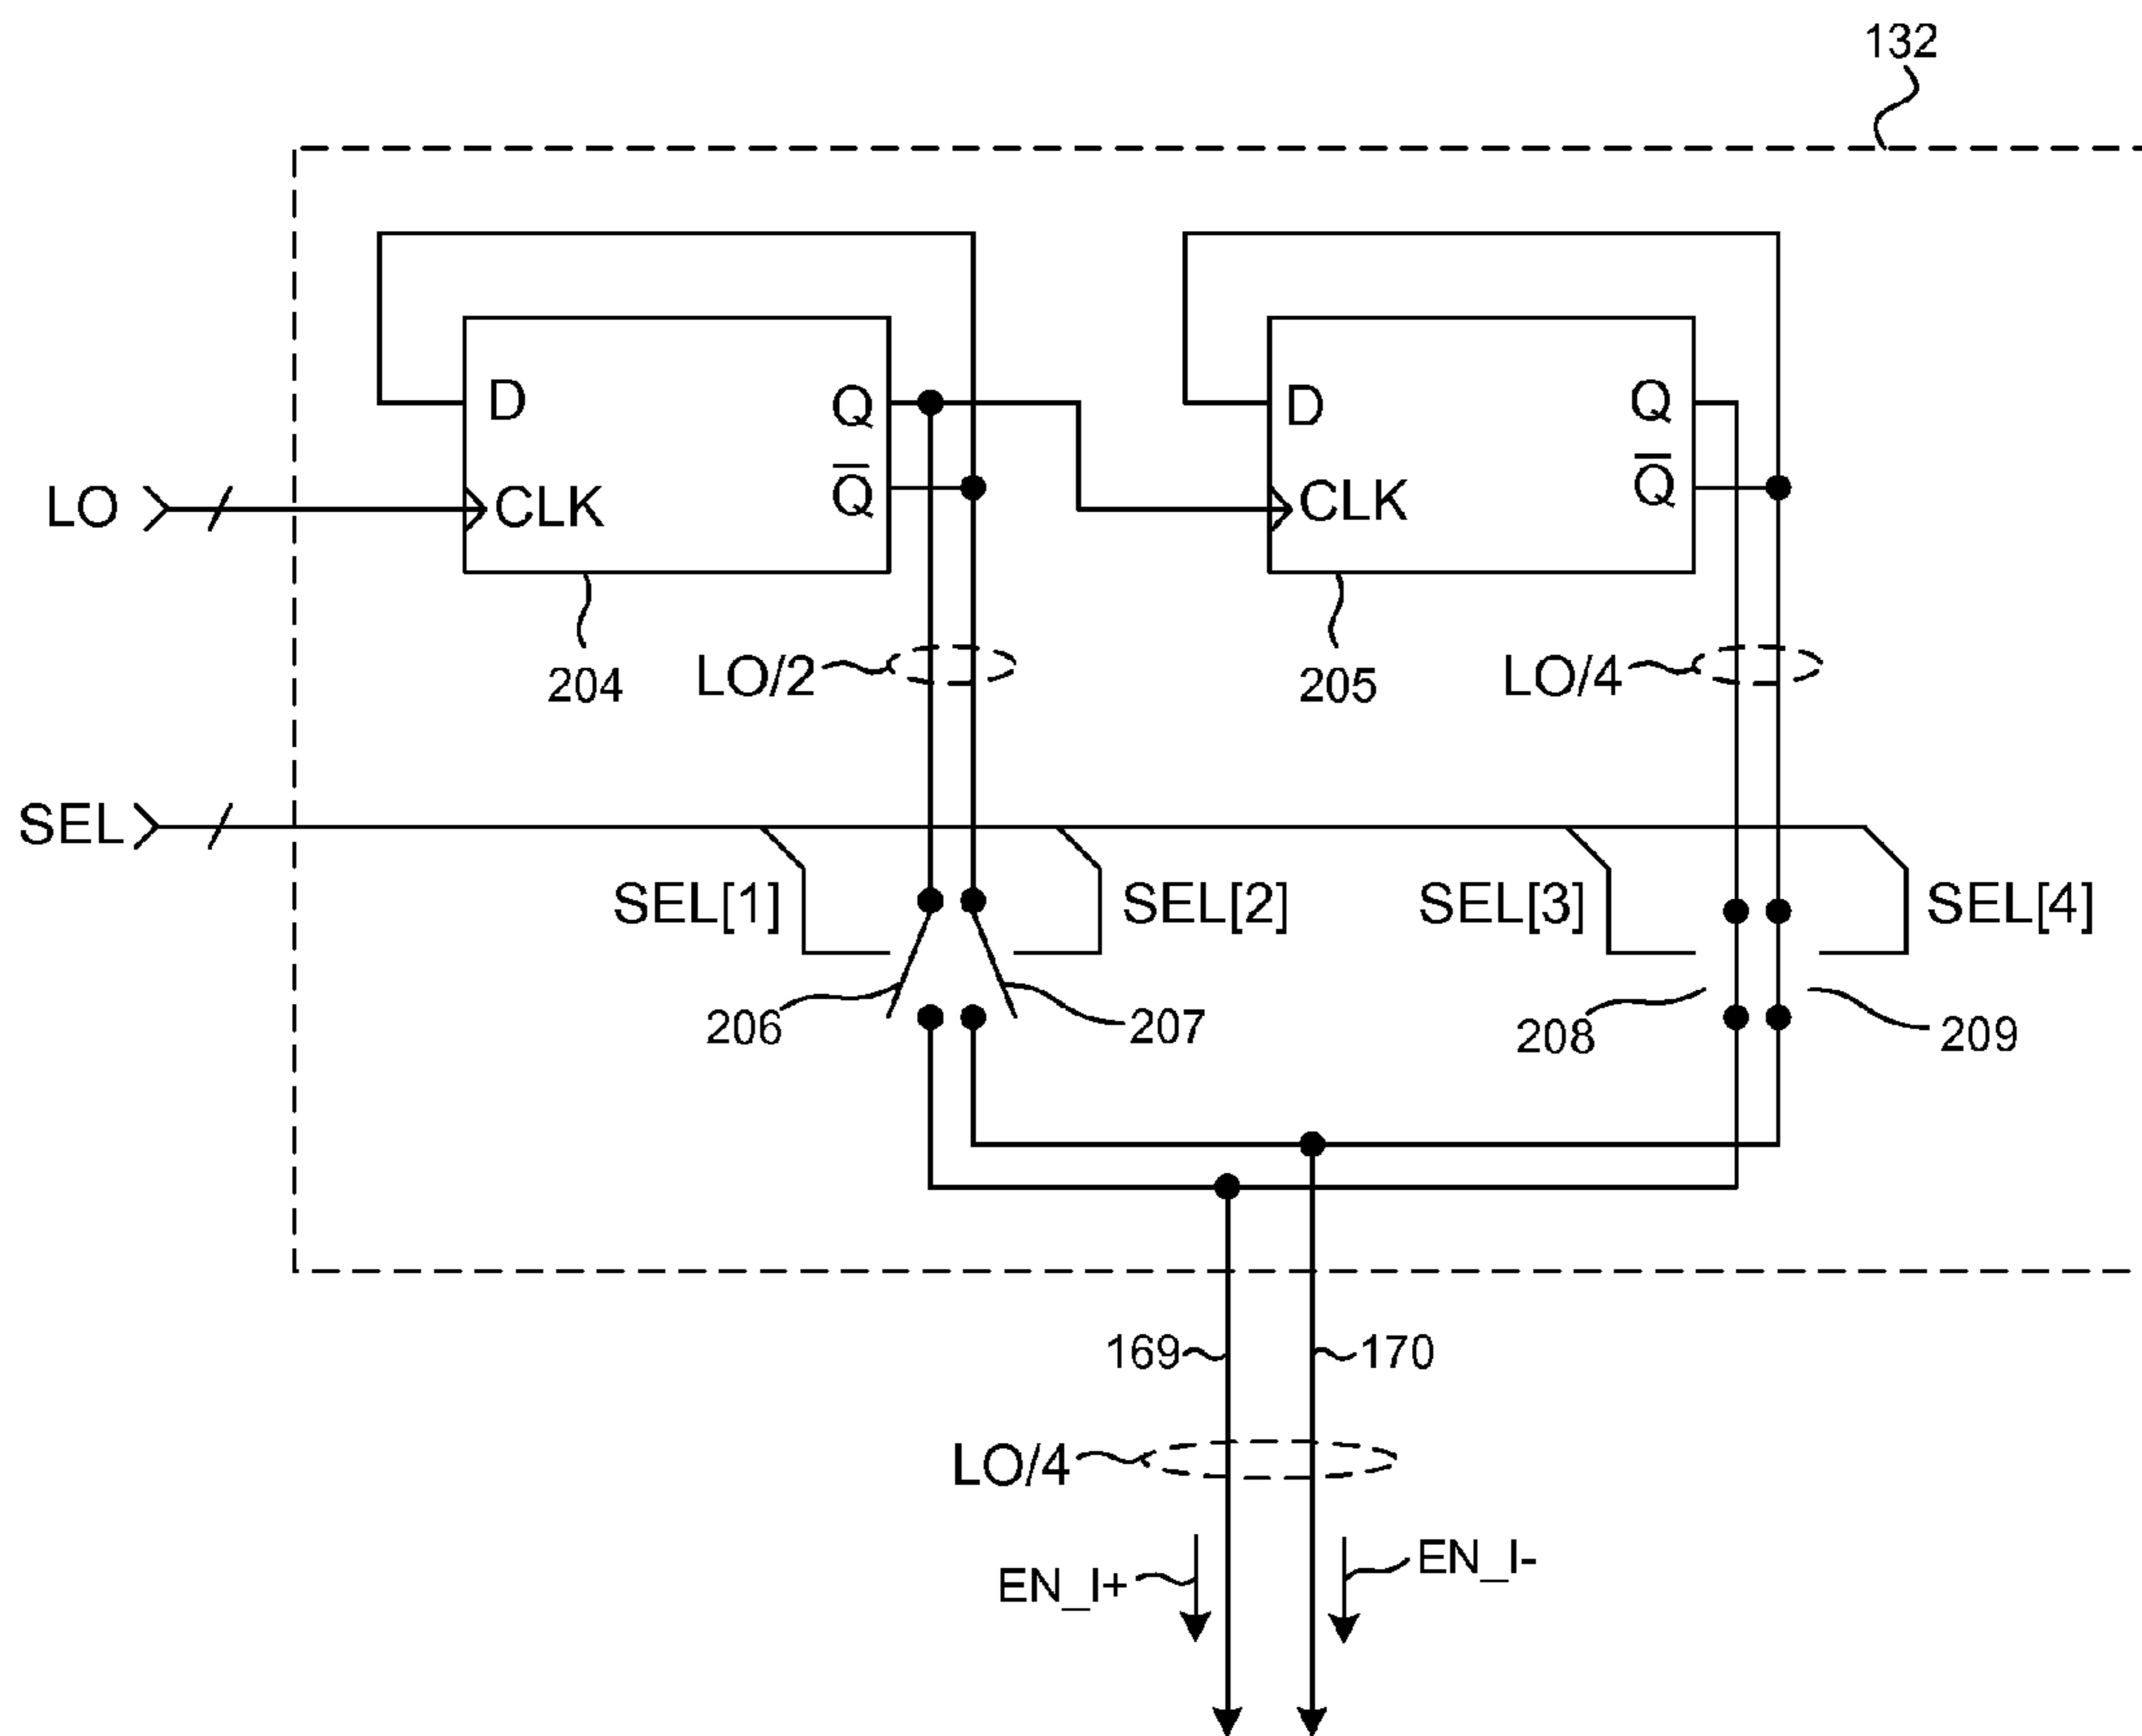 132
D
Q
Q̅
CLK
D
Q
Q̅
CLK
LO
204
LO/2
205
LO/4
SEL
SEL[1]
SEL[2]
SEL[3]
SEL[4]
206
207
208
209
169
170
LO/4
EN_I+
EN_I-